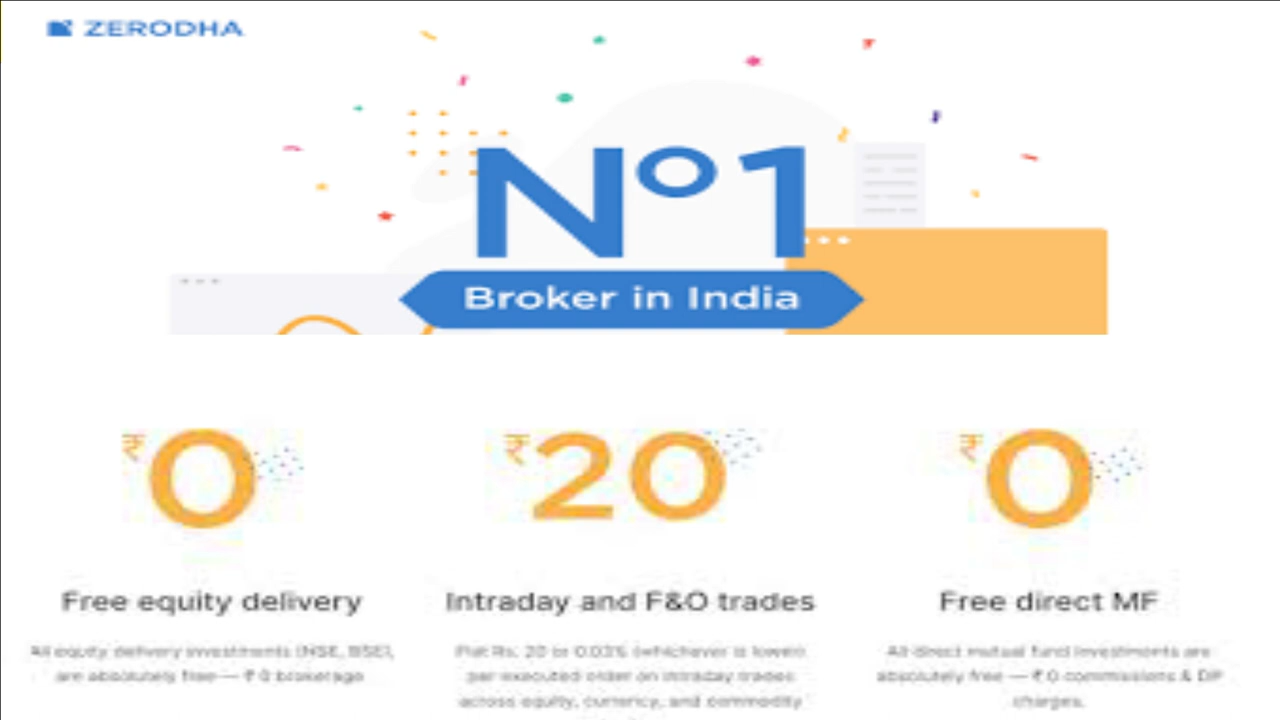 ZERODHA
Nº1
Broker in India
₹0
₹20
₹0
Free equity delivery
Intraday and F&O trades
Free direct MF
All equity delivery investments (NSE, BSE),
are absolutely free — ₹ 0 brokerage.
Flat Rs. 20 or 0.03% (whichever is lower)
per executed order on intraday trades
across equity, currency, and commodity
All direct mutual fund investments are
absolutely free — ₹ 0 commissions & DP
charges.